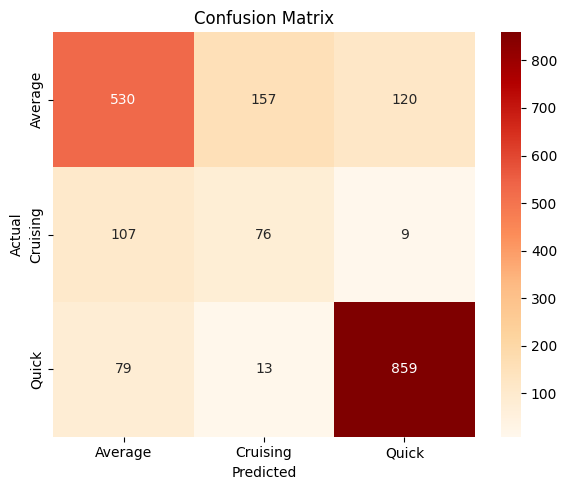 Confusion Matrix
Average
530 157 120
Cruising
107 76 9
Quick
79 13 859
Actual
Average Cruising Quick
Predicted
800
700
600
500
400
300
200
100